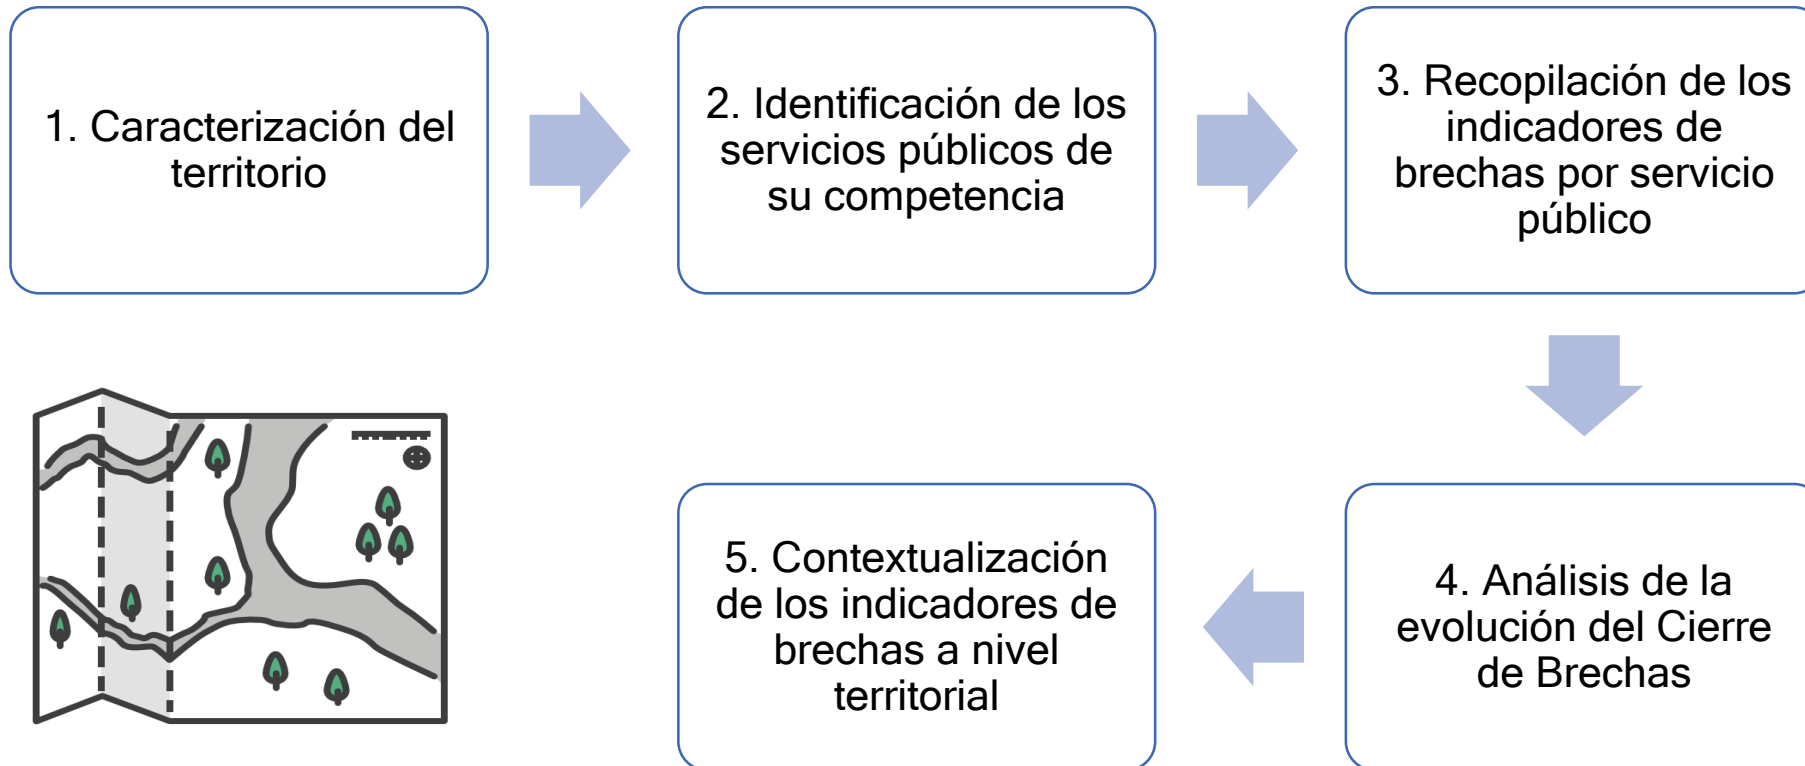 1. Caracterización del
territorio
2. Identificación de los
servicios públicos de
su competencia
3. Recopilación de los
indicadores de
brechas por servicio
público
4. Análisis de la
evolución del Cierre
de Brechas
5. Contextualización
de los indicadores de
brechas a nivel
territorial